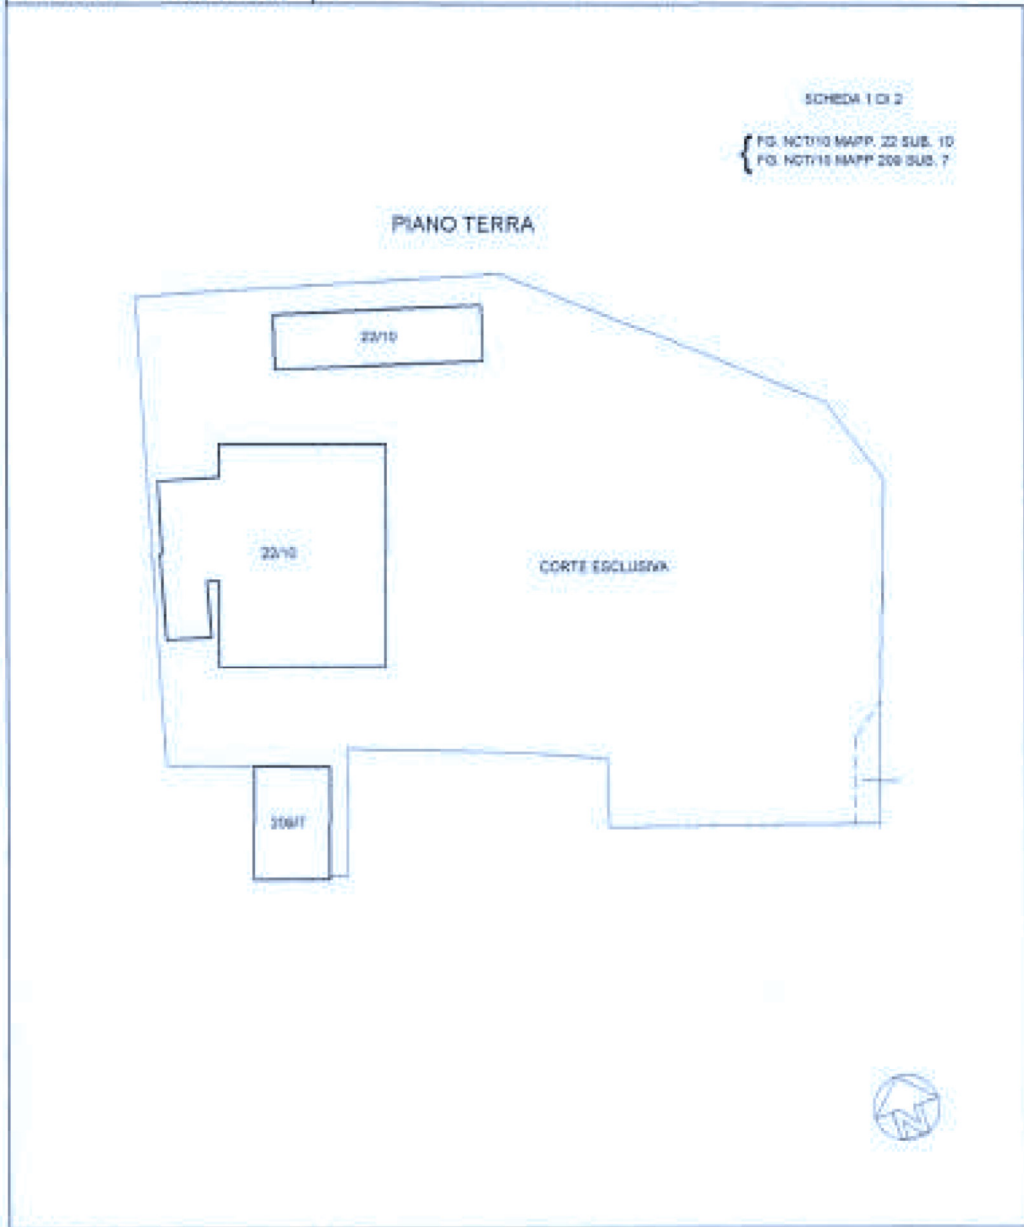 SCHEDA 1 DI 2
FG. NCT/10 MAPP. 22 SUB. 10
FG. NCT/10 MAPP 209 SUB. 7
PIANO TERRA
22/10
22/10
CORTE ESCLUSIVA
209/7
N